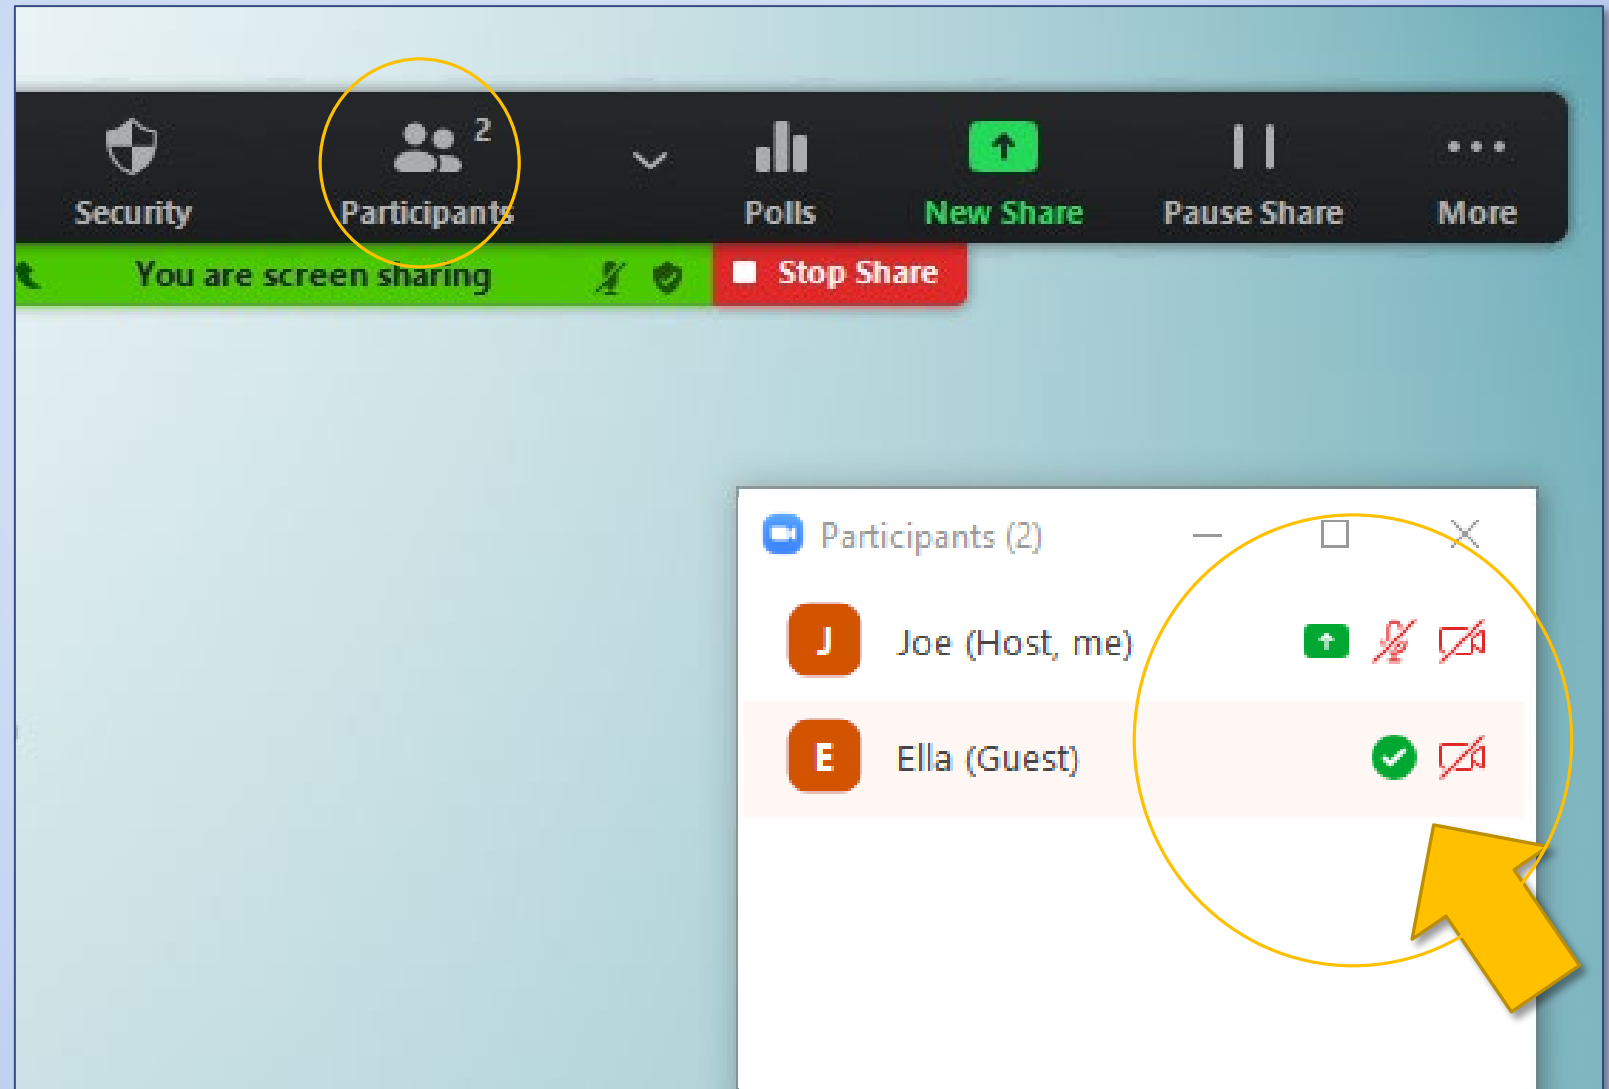 2
Security
Participants
Polls
New Share
Pause Share
More
You are screen sharing
Stop Share
Participants (2)
J
Joe (Host, me)
E
Ella (Guest)